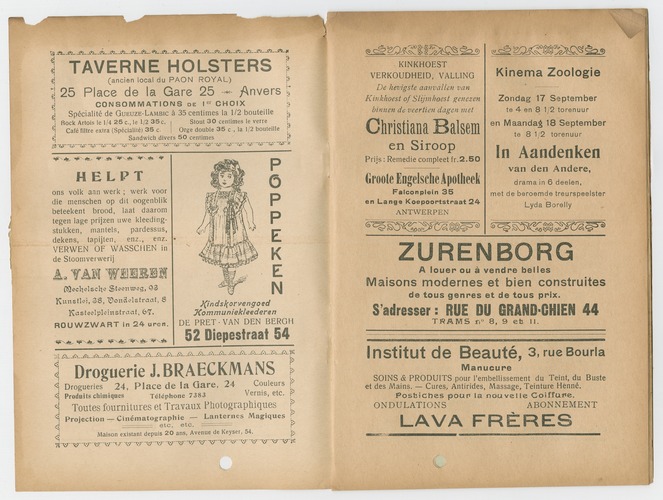 TAVERNE HOLSTERS
(ancien local du PAON ROYAL)
25 Place de la Gare 25 - Anvers
CONSOMMATIONS DE 1er CHOIX
Spécialité de Gueuze-Lambic à 35 centimes la 1/2 bouteille
Bock Artois le 1/4 25 c., le 1/2 35 c.
Stout 30 centimes le verre
Café filtre extra (Spécialité) 35 c.
Orge double 35 c., la 1/2 bouteille
Sandwich divers 50 centimes
HELPT
ons volk aan werk; werk voor
die menschen op dit oogenblik
beteekent brood, laat daarom
tegen lage prijzen uwe kleeding-
stukken, mantels, pardessus,
dekens, tapijten, enz., enz.
VERWEN OF WASSCHEN in
de Stoomververij
A. VAN WEEREN
Mechelsche Steenweg, 93
Kunstlei, 38, Vondelstraat, 8
Kasteelpleinstraat, 67.
ROUWZWART in 24 uren.
POPPEKEN
Kindskorvengoed
Kommuniekleederen
DE PRET-VAN DEN BERGH
52 Diepestraat 54
Droguerie J. BRAECKMANS
Drogueries 24, Place de la Gare, 24 Couleurs
Produits chimiques Téléphone 7383 Vernis, etc.
Toutes fournitures et Travaux Photographiques
Projection — Cinématographie — Lanternes Magiques
etc, etc.
Maison existant depuis 20 ans, Avenue de Keyser, 54.
KINKHOEST
VERKOUDHEID, VALLING
De hevigste aanvallen van
Kinkhoest of Slijmhoest genezen
binnen de veertien dagen met
Christiana Balsem
en Siroop
Prijs: Remedie compleet fr. 2.50
Groote Engelsche Apotheek
Falconplein 35
en Lange Koepoortstraat 24
ANTWERPEN
Kinema Zoologie
Zondag 17 September
te 4 en 8 1/2 torenuur
en Maandag 18 September
te 8 1/2 torenuur
In Aandenken
van den Andere,
drama in 6 deelen,
met de beroemde treurspeelster
Lyda Borelly
ZURENBORG
A louer ou à vendre belles
Maisons modernes et bien construites
de tous genres et de tous prix.
S'adresser : RUE DU GRAND-CHIEN 44
TRAMS nos 8, 9 et 11.
Institut de Beauté, 3, rue Bourla
Manucure
SOINS & PRODUITS pour l'embellissement du Teint, du Buste
et des Mains. — Cures, Antirides, Massage, Teinture Henné.
Postiches pour la nouvelle Coiffure.
ONDULATIONS ABONNEMENT
LAVA FRÈRES